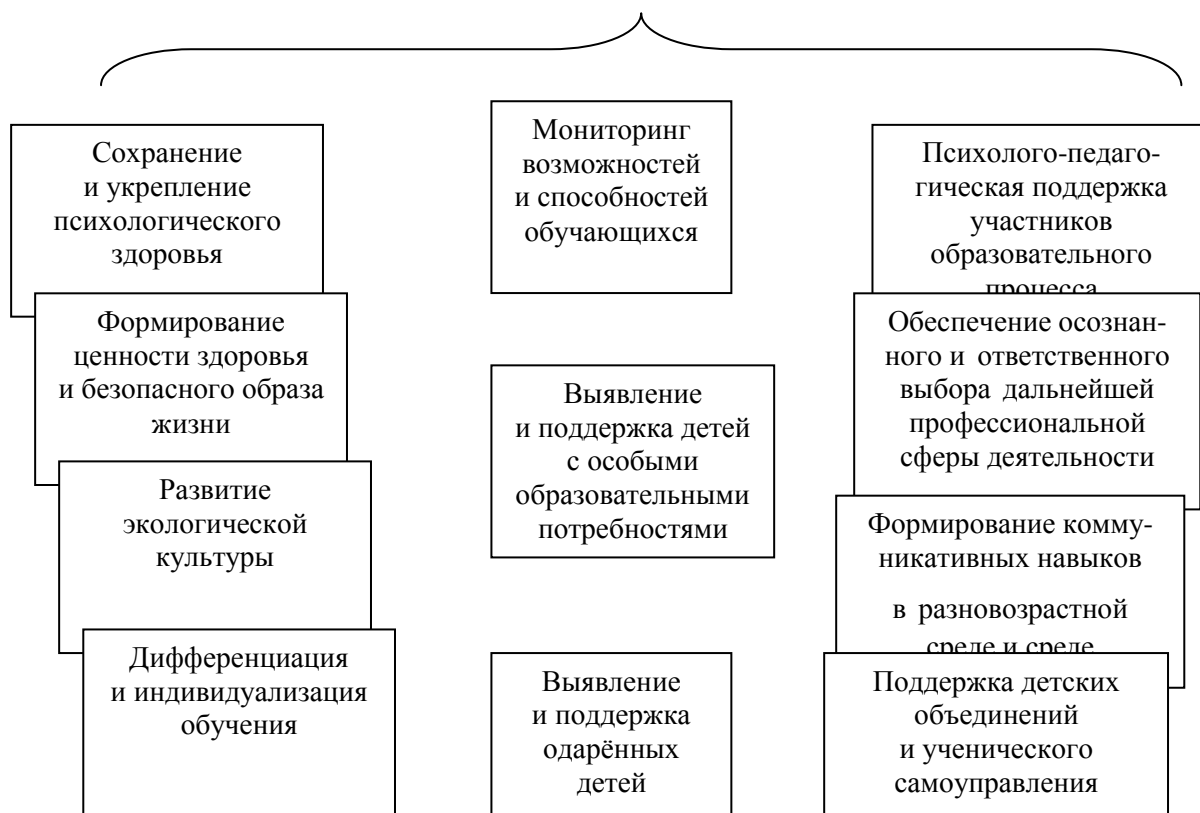 Сохранение
и укрепление
психологического
здоровья
Формирование
ценности здоровья
и безопасного образа
жизни
Развитие
экологической
культуры
Дифференциация
и индивидуализация
обучения
Мониторинг
возможностей
и способностей
обучающихся
Выявление
и поддержка детей
с особыми
образовательными
потребностями
Выявление
и поддержка
одарённых
детей
Психолого-педаго-
гическая поддержка
участников
образовательного
процесса
Обеспечение осознан-
ного и ответственного
выбора дальнейшей
профессиональной
сферы деятельности
Формирование комму-
никативных навыков
в разновозрастной
среде и среде
Поддержка детских
объединений
и ученического
самоуправления